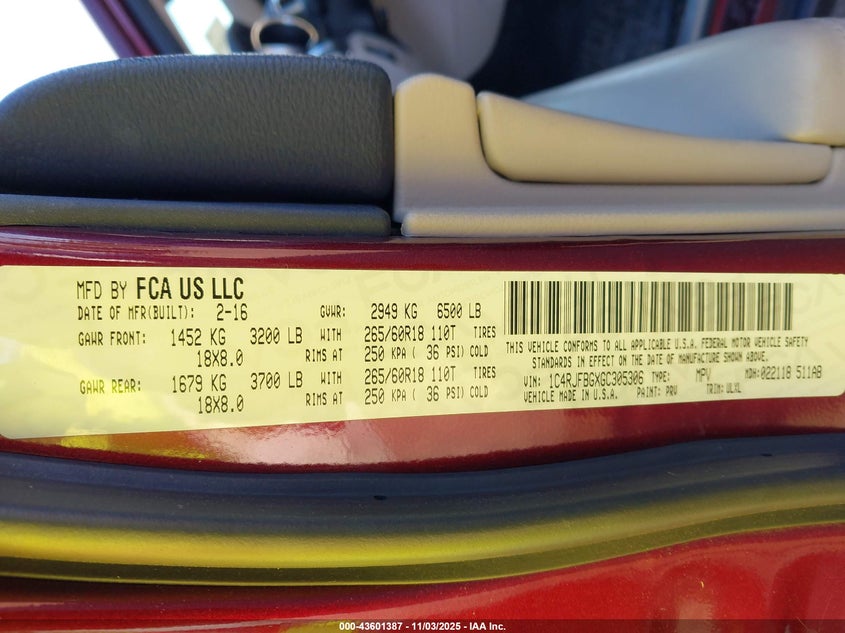 MFD BY FCA US LLC
DATE OF MFR(BUILT): 2-16 GVWR: 2949 KG 6500 LB
GAWR FRONT: 1452 KG 3200 LB WITH 265/60R18 110T TIRES
18X8.0 RIMS AT 250 KPA ( 36 PSI) COLD
GAWR REAR: 1679 KG 3700 LB WITH 265/60R18 110T TIRES
18X8.0 RIMS AT 250 KPA ( 36 PSI) COLD
THIS VEHICLE CONFORMS TO ALL APPLICABLE U.S.A. FEDERAL MOTOR VEHICLE SAFETY
STANDARDS IN EFFECT ON THE DATE OF MANUFACTURE SHOWN ABOVE.
VIN: 1C4RJFBGXGC305306 TYPE: MPV MDH: 022118 511AB
VEHICLE MADE IN U.S.A. PAINT: PRV TRIM: ULXL
000-43601387 - 11/03/2025 - IAA Inc.